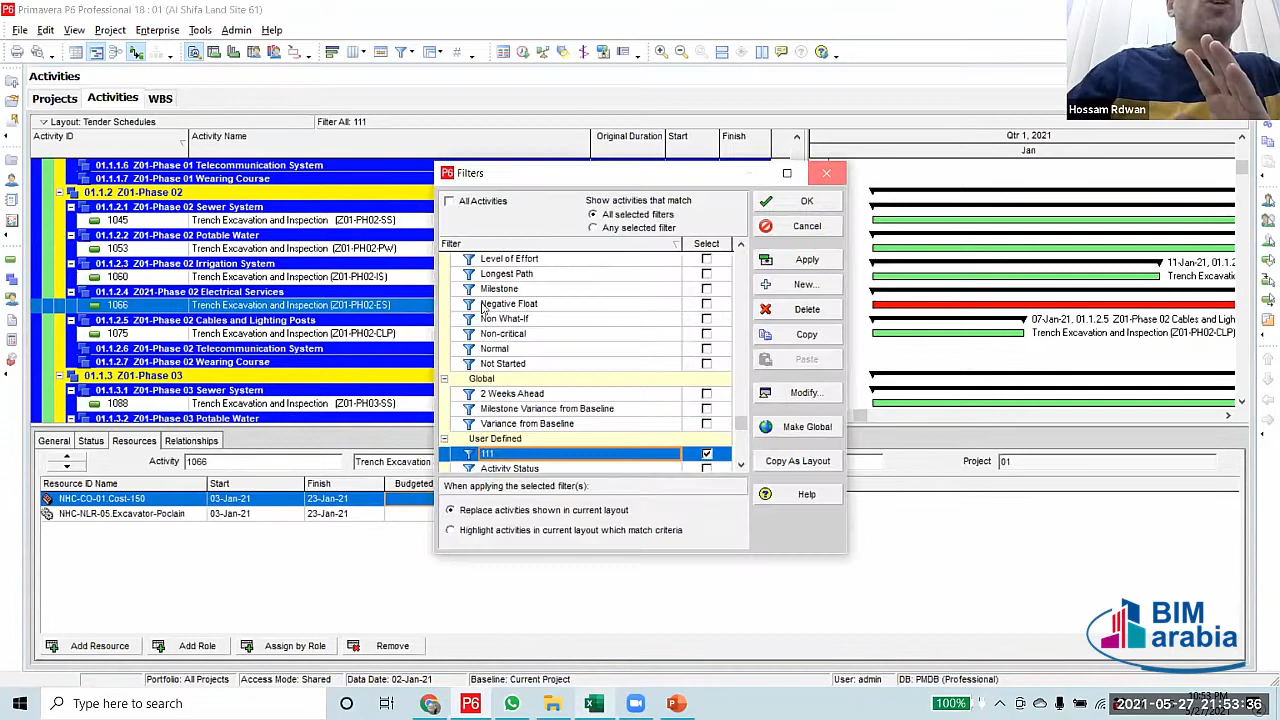 Primavera P6 Professional 18 : 01 (Al Shifa Land Site 61)
File Edit View Project Enterprise Tools Admin Help
Activities
Projects Activities WBS
Layout: Tender Schedules Filter All: 111
Activity ID Activity Name Original Duration Start Finish
Qtr 1, 2021
Jan
01.1.1.6 Z01-Phase 01 Telecommunication System
01.1.1.7 Z01-Phase 01 Wearing Course
01.1.2 Z01-Phase 02
01.1.2.1 Z01-Phase 02 Sewer System
1045 Trench Excavation and Inspection (Z01-PH02-SS)
01.1.2.2 Z01-Phase 02 Potable Water
1053 Trench Excavation and Inspection (Z01-PH02-PW)
01.1.2.3 Z01-Phase 02 Irrigation System
1060 Trench Excavation and Inspection (Z01-PH02-IS)
01.1.2.4 Z021-Phase 02 Electrical Services
1066 Trench Excavation and Inspection (Z01-PH02-ES)
01.1.2.5 Z01-Phase 02 Cables and Lighting Posts
1075 Trench Excavation and Inspection (Z01-PH02-CLP)
01.1.2.6 Z01-Phase 02 Telecommunication System
01.1.2.7 Z01-Phase 02 Wearing Course
01.1.3 Z01-Phase 03
01.1.3.1 Z01-Phase 03 Sewer System
1088 Trench Excavation and Inspection (Z01-PH03-SS)
01.1.3.2 Z01-Phase 03 Potable Water
11-Jan-21, 01.1.2
Trench Excavati
07-Jan-21, 01.1.2.5 Z01-Phase 02 Cables and Ligh
Trench Excavation and Inspection (Z01-PH02-CLP)
Filters
All Activities
Show activities that match
All selected filters
Any selected filter
Filter Select
Level of Effort
Longest Path
Milestone
Negative Float
Non What-If
Non-critical
Normal
Not Started
Global
2 Weeks Ahead
Milestone Variance from Baseline
Variance from Baseline
User Defined
111
Activity Status
When applying the selected filter(s):
Replace activities shown in current layout
Highlight activities in current layout which match criteria
OK
Cancel
Apply
New...
Delete
Copy
Paste
Modify...
Make Global
Copy As Layout
Help
General Status Resources Relationships
Activity 1066 Trench Excavation Project 01
Resource ID Name Start Finish Budgeted
NHC-CO-01.Cost-150 03-Jan-21 23-Jan-21
NHC-NLR-05.Excavator-Poclain 03-Jan-21 23-Jan-21
Add Resource Add Role Assign by Role Remove
Portfolio: All Projects Access Mode: Shared Data Date: 02-Jan-21 Baseline: Current Project User: admin DB: PMDB (Professional)
Type here to search
100%
2021-05-27 21:53:36
Hossam Rdwan
BIM
arabia